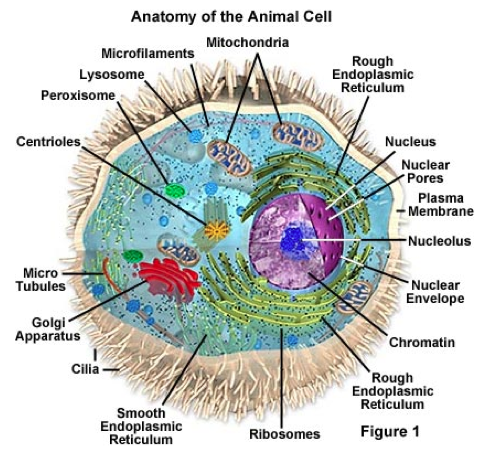 Anatomy of the Animal Cell
Mitochondria
Microfilaments
Lysosome
Peroxisome
Centrioles
Rough
Endoplasmic
Reticulum
Nucleus
Nuclear
Pores
Plasma
Membrane
Nucleolus
Nuclear
Envelope
Chromatin
Rough
Endoplasmic
Reticulum
Micro
Tubules
Golgi
Apparatus
Cilia
Smooth
Endoplasmic
Reticulum
Ribosomes
Figure 1